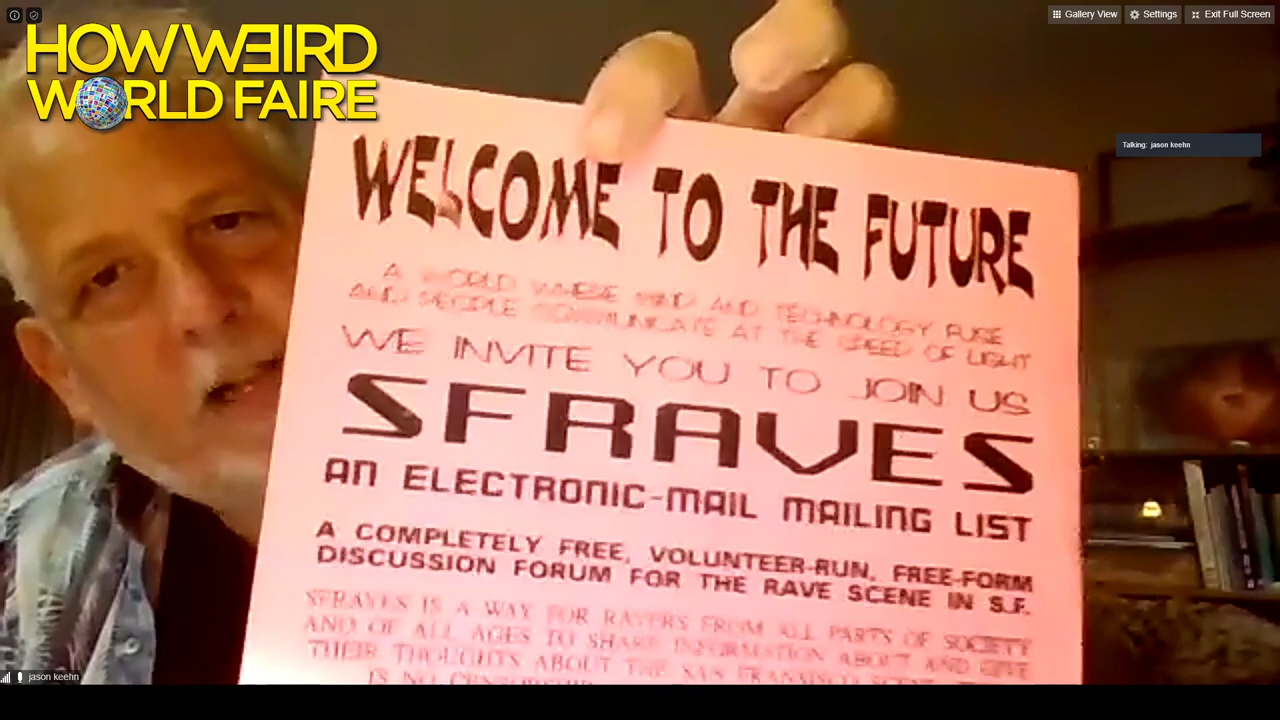 Gallery View
Settings
Exit Full Screen
HOW WEIRD
WORLD FAIRE
Talking: jason keehn
WELCOME TO THE FUTURE
A WORLD WHERE MIND AND TECHNOLOGY FUSE
AND PEOPLE COMMUNICATE AT THE SPEED OF LIGHT
WE INVITE YOU TO JOIN US
SFRAVES
AN ELECTRONIC-MAIL MAILING LIST
A COMPLETELY FREE, VOLUNTEER-RUN, FREE-FORM
DISCUSSION FORUM FOR THE RAVE SCENE IN S.F.
SFRAVES IS A WAY FOR RAVERS FROM ALL PARTS OF SOCIETY
AND OF ALL AGES TO SHARE INFORMATION ABOUT AND GIVE
THEIR THOUGHTS ABOUT THE SAN
IS NO
jason keehn